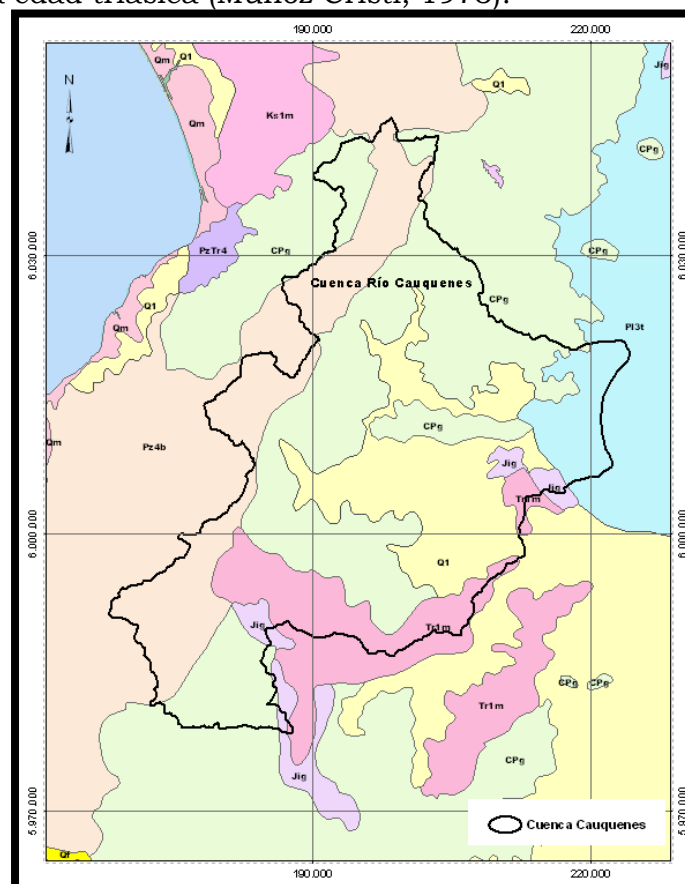 edad triásica (Muñoz Cristi, 1978).
190.000 220.000
Qm Q1 Jig
N Q1
Qm Ks1m
CPg
6.030.000 PzTr4 CPg CPg 6.030.000
Cuenca Río Cauquenes
Q1 CPg
Qm Pl3t
CPg
Qm Pz4b
Jig
Jig
Tr1m
6.000.000 6.000.000
Q1
Jig Tr1m
CPg CPg
Tr1m
CPg
Jig
5.970.000 5.970.000
Cuenca Cauquenes
Qf
190.000 220.000